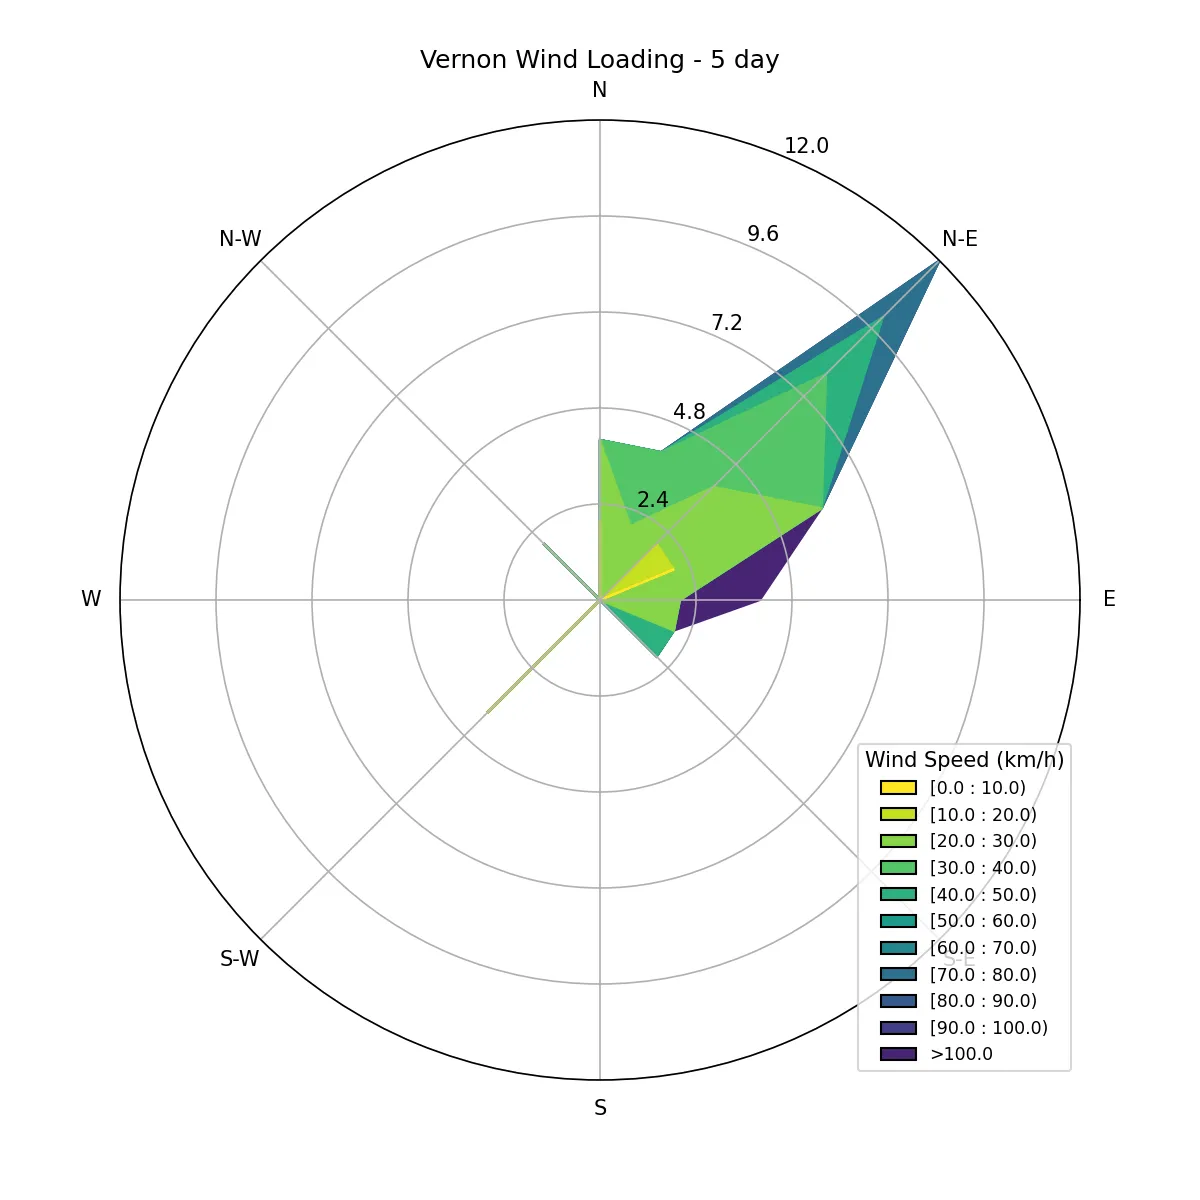 Vernon Wind Loading - 5 day
N
12.0
N-W
9.6
N-E
7.2
4.8
2.4
W
E
S-W
S-E
S
Wind Speed (km/h)
[0.0 : 10.0)
[10.0 : 20.0)
[20.0 : 30.0)
[30.0 : 40.0)
[40.0 : 50.0)
[50.0 : 60.0)
[60.0 : 70.0)
[70.0 : 80.0)
[80.0 : 90.0)
[90.0 : 100.0)
>100.0